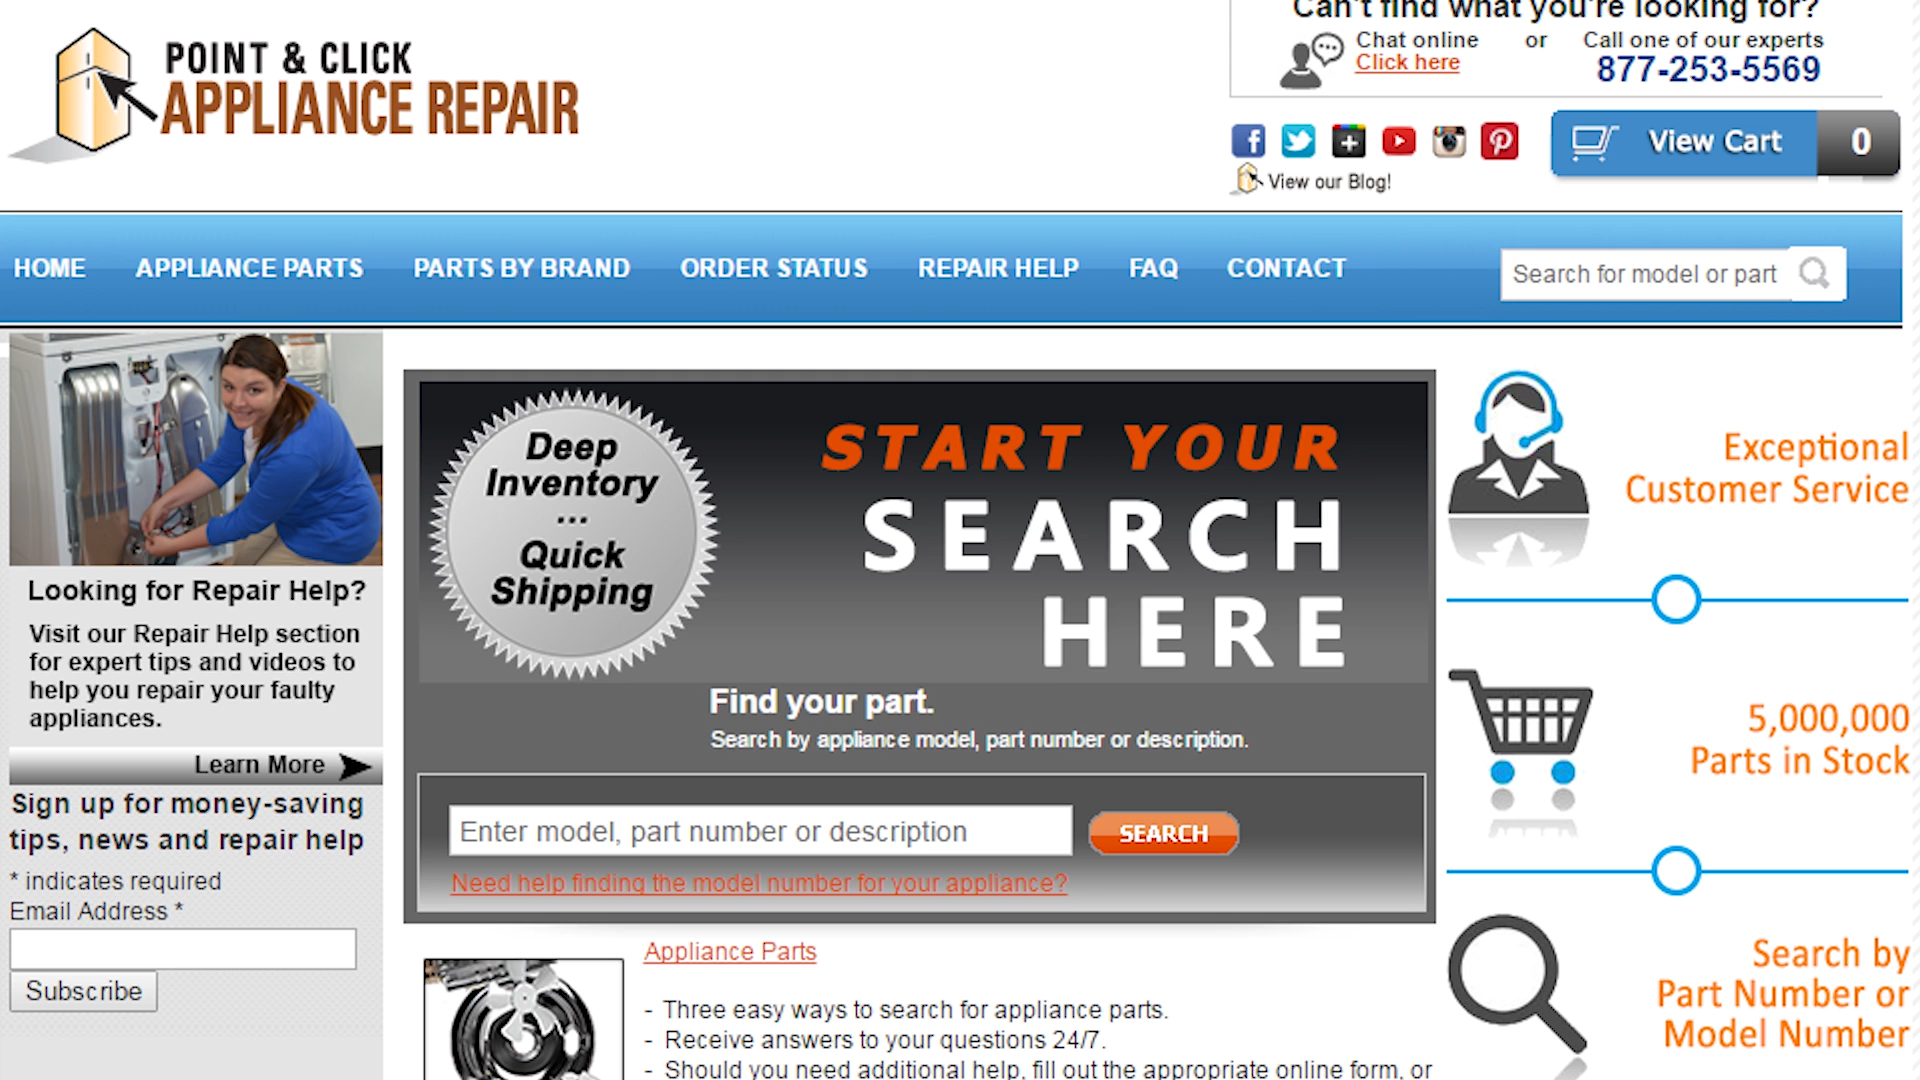 POINT & CLICK
APPLIANCE REPAIR
Can't find what you're looking for?
Chat online or Call one of our experts
Click here
877-253-5569
View our Blog!
View Cart 0
HOME APPLIANCE PARTS PARTS BY BRAND ORDER STATUS REPAIR HELP FAQ CONTACT
Search for model or part
Looking for Repair Help?
Visit our Repair Help section
for expert tips and videos to
help you repair your faulty
appliances.
Learn More
Sign up for money-saving
tips, news and repair help
* indicates required
Email Address *
Subscribe
Deep
Inventory
...
Quick
Shipping
START YOUR
SEARCH
HERE
Find your part.
Search by appliance model, part number or description.
Enter model, part number or description
SEARCH
Need help finding the model number for your appliance?
Appliance Parts
- Three easy ways to search for appliance parts.
- Receive answers to your questions 24/7.
- Should you need additional help, fill out the appropriate online form, or
Exceptional
Customer Service
5,000,000
Parts in Stock
Search by
Part Number or
Model Number